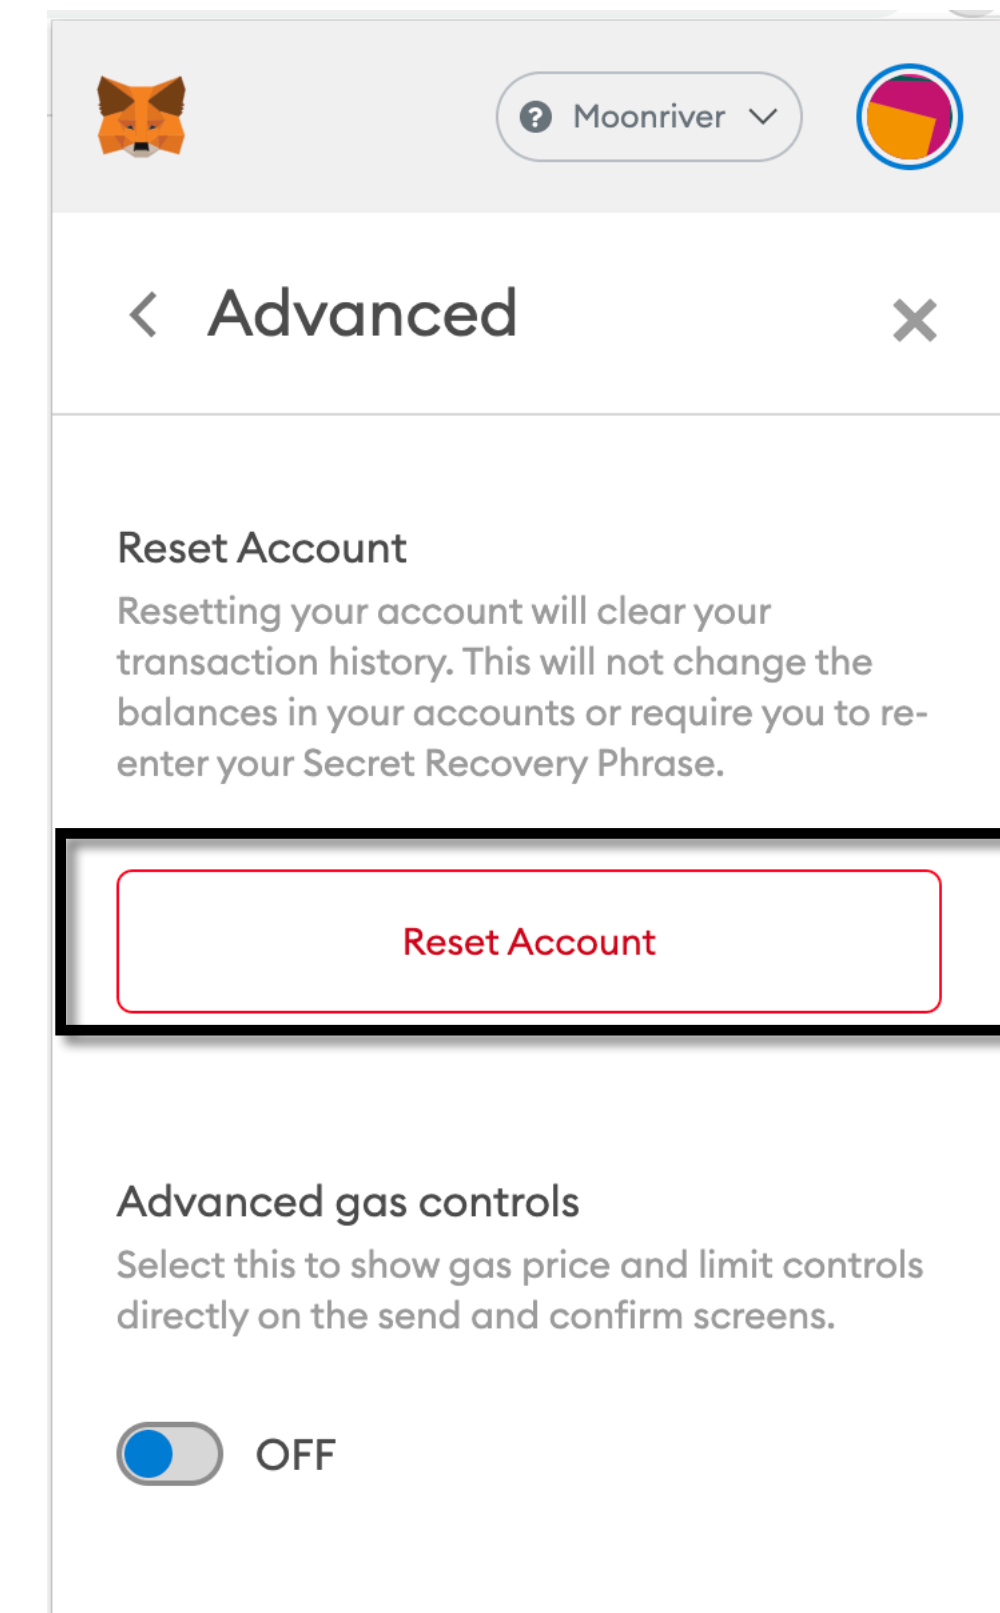 Moonriver
Advanced
Reset Account
Resetting your account will clear your
transaction history. This will not change the
balances in your accounts or require you to re-
enter your Secret Recovery Phrase.
Reset Account
Advanced gas controls
Select this to show gas price and limit controls
directly on the send and confirm screens.
OFF